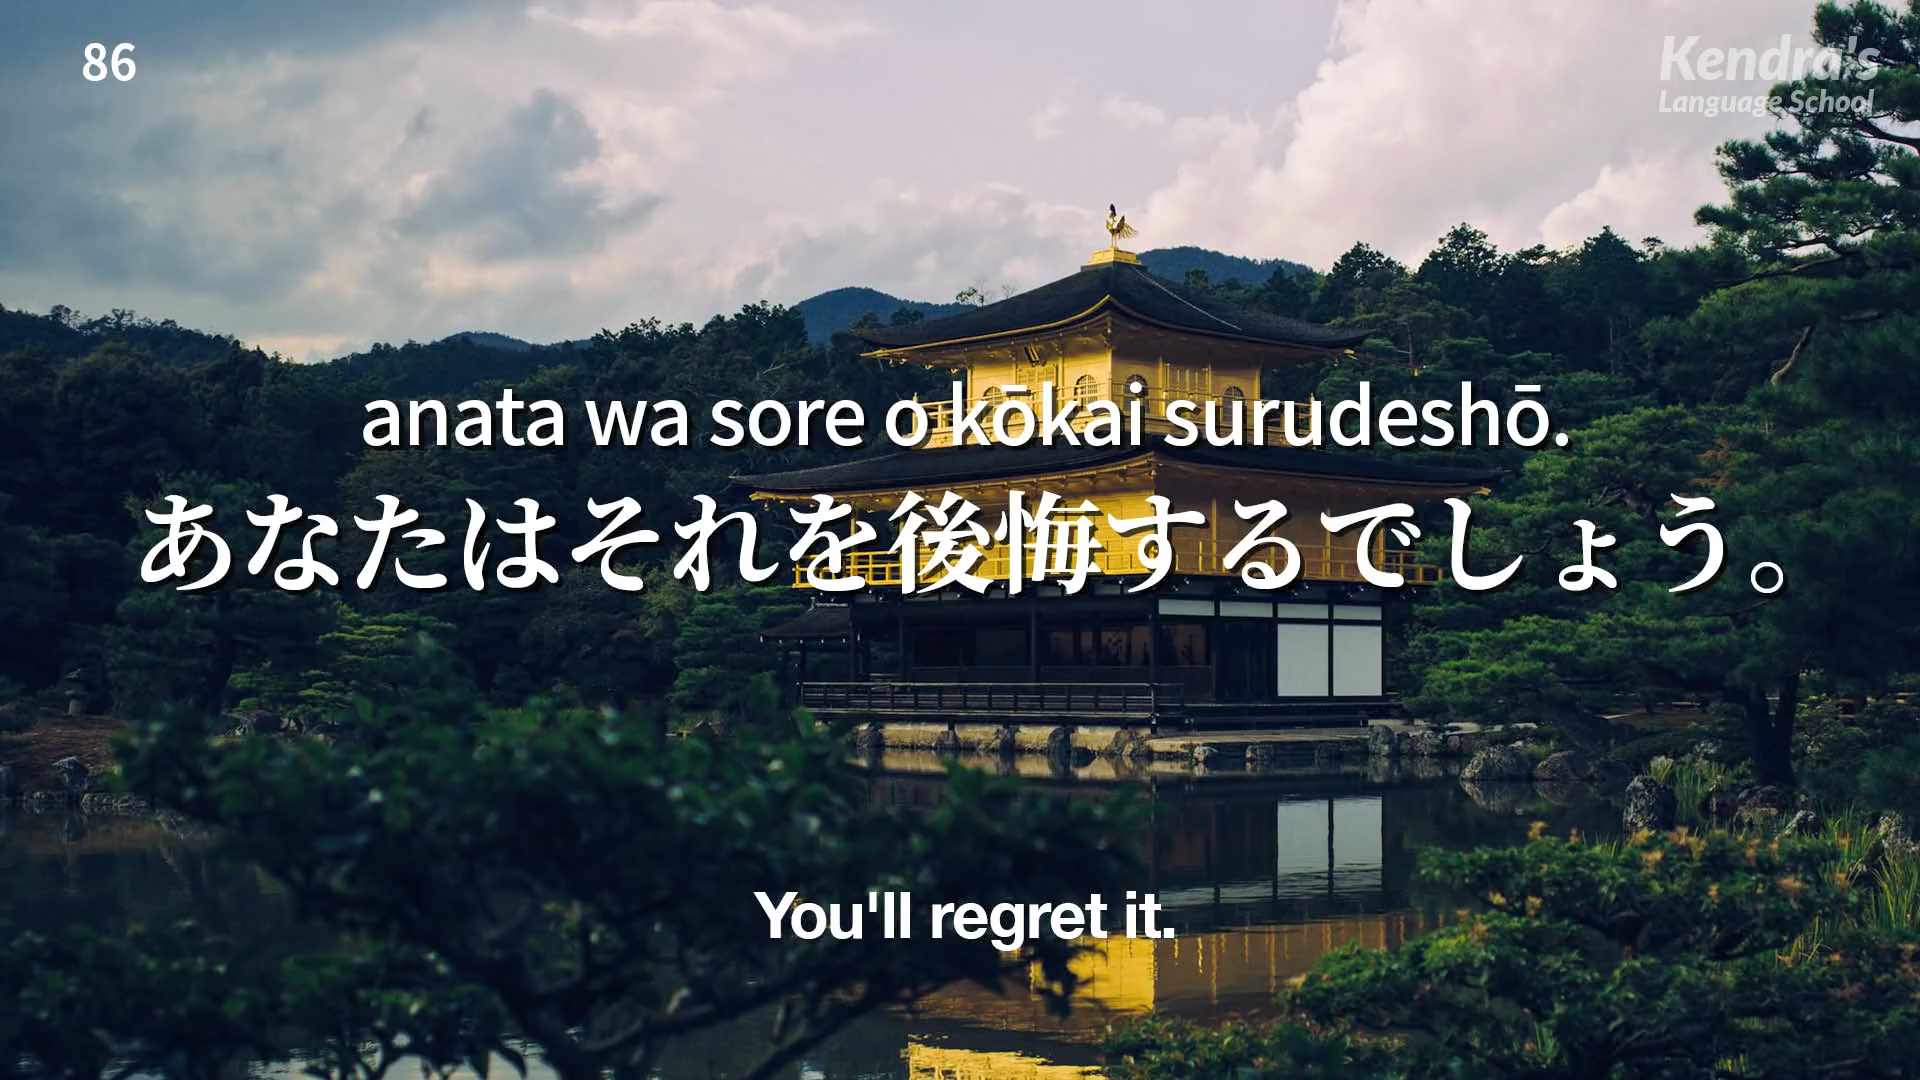 86
Kendra's
Language School
anata wa sore o kōkai surudeshō.
あなたはそれを後悔するでしょう。
You'll regret it.